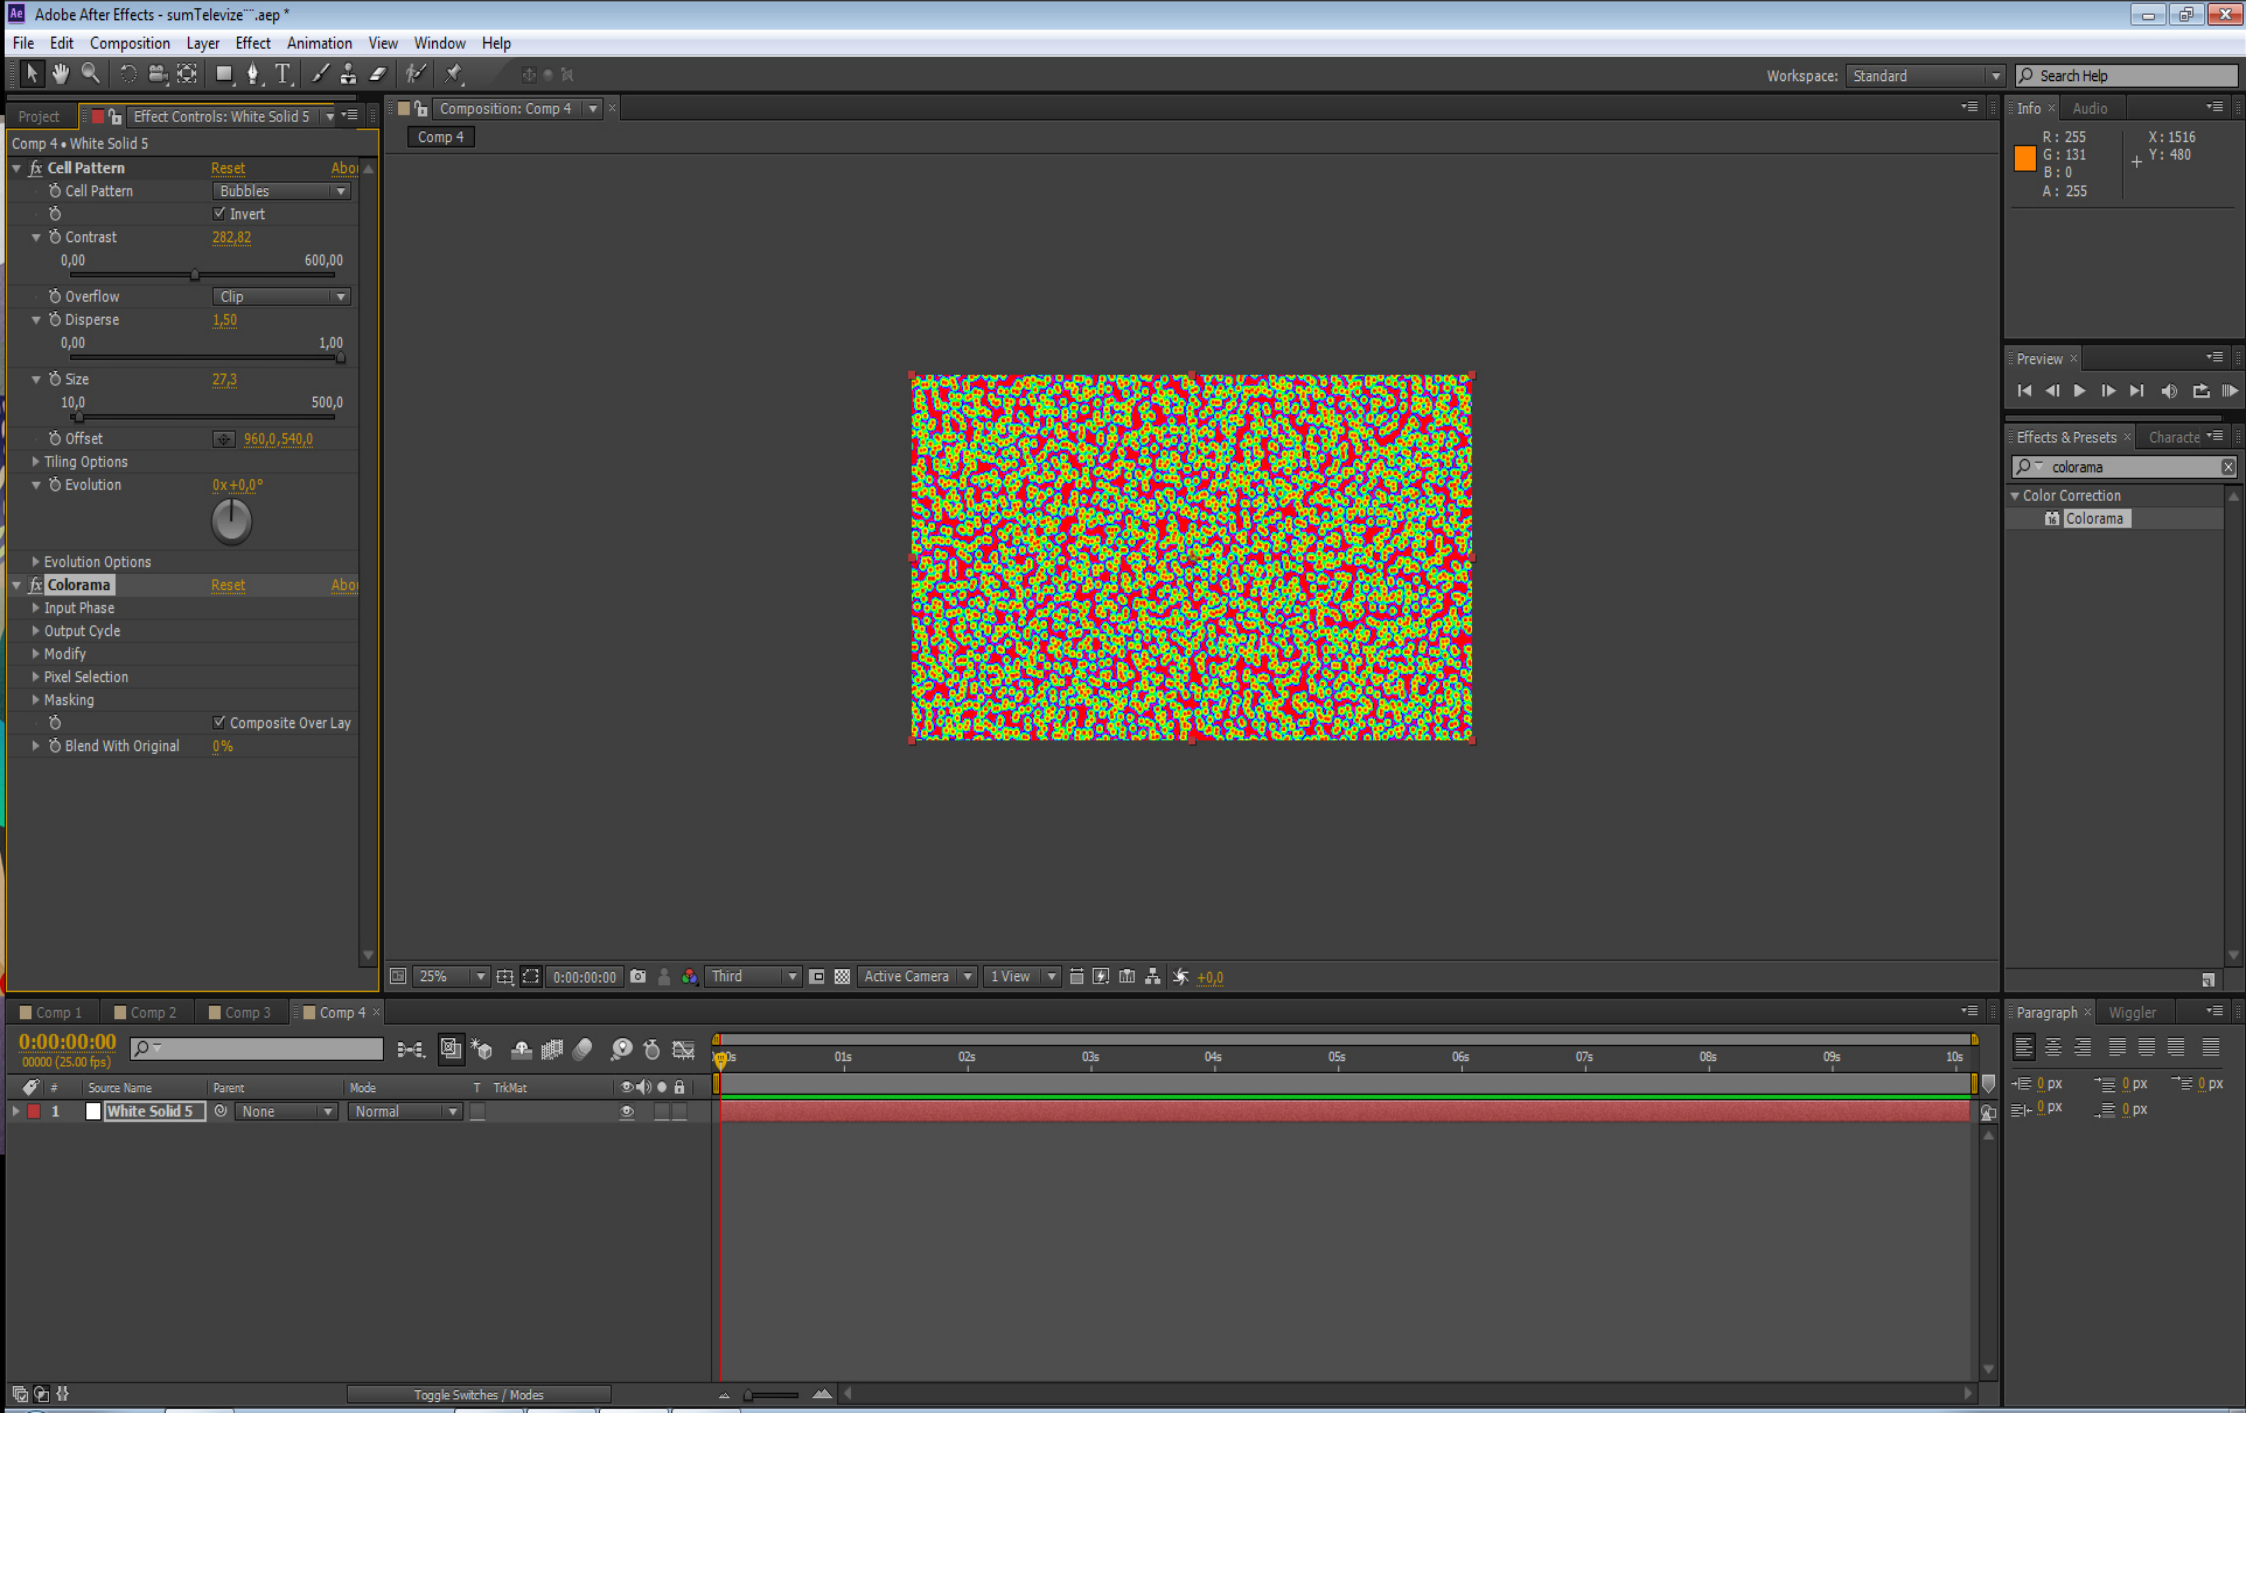 Adobe After Effects - sumTelevize¨¨.aep *
File Edit Composition Layer Effect Animation View Window Help
Workspace: Standard Search Help
Project Effect Controls: White Solid 5
Composition: Comp 4
Comp 4
Comp 4 • White Solid 5
fx Cell Pattern Reset Abo
Cell Pattern Bubbles
Invert
Contrast 282,82
0,00 600,00
Overflow Clip
Disperse 1,50
0,00 1,00
Size 27,3
10,0 500,0
Offset 960,0,540,0
Tiling Options
Evolution 0x+0,0°
Evolution Options
fx Colorama Reset Abo
Input Phase
Output Cycle
Modify
Pixel Selection
Masking
Composite Over Lay
Blend With Original 0%
25% 0:00:00:00 Third Active Camera 1 View +0,0
Info Audio
R: 255 X: 1516
G: 131 Y: 480
B: 0
A: 255
Preview
Effects & Presets Characte
colorama
Color Correction
16 Colorama
Comp 1 Comp 2 Comp 3 Comp 4
0:00:00:00
00000 (25.00 fps)
# Source Name Parent Mode T TrkMat
1 White Solid 5 None Normal
0s 01s 02s 03s 04s 05s 06s 07s 08s 09s 10s
Toggle Switches / Modes
Paragraph Wiggler
0 px 0 px 0 px
0 px 0 px